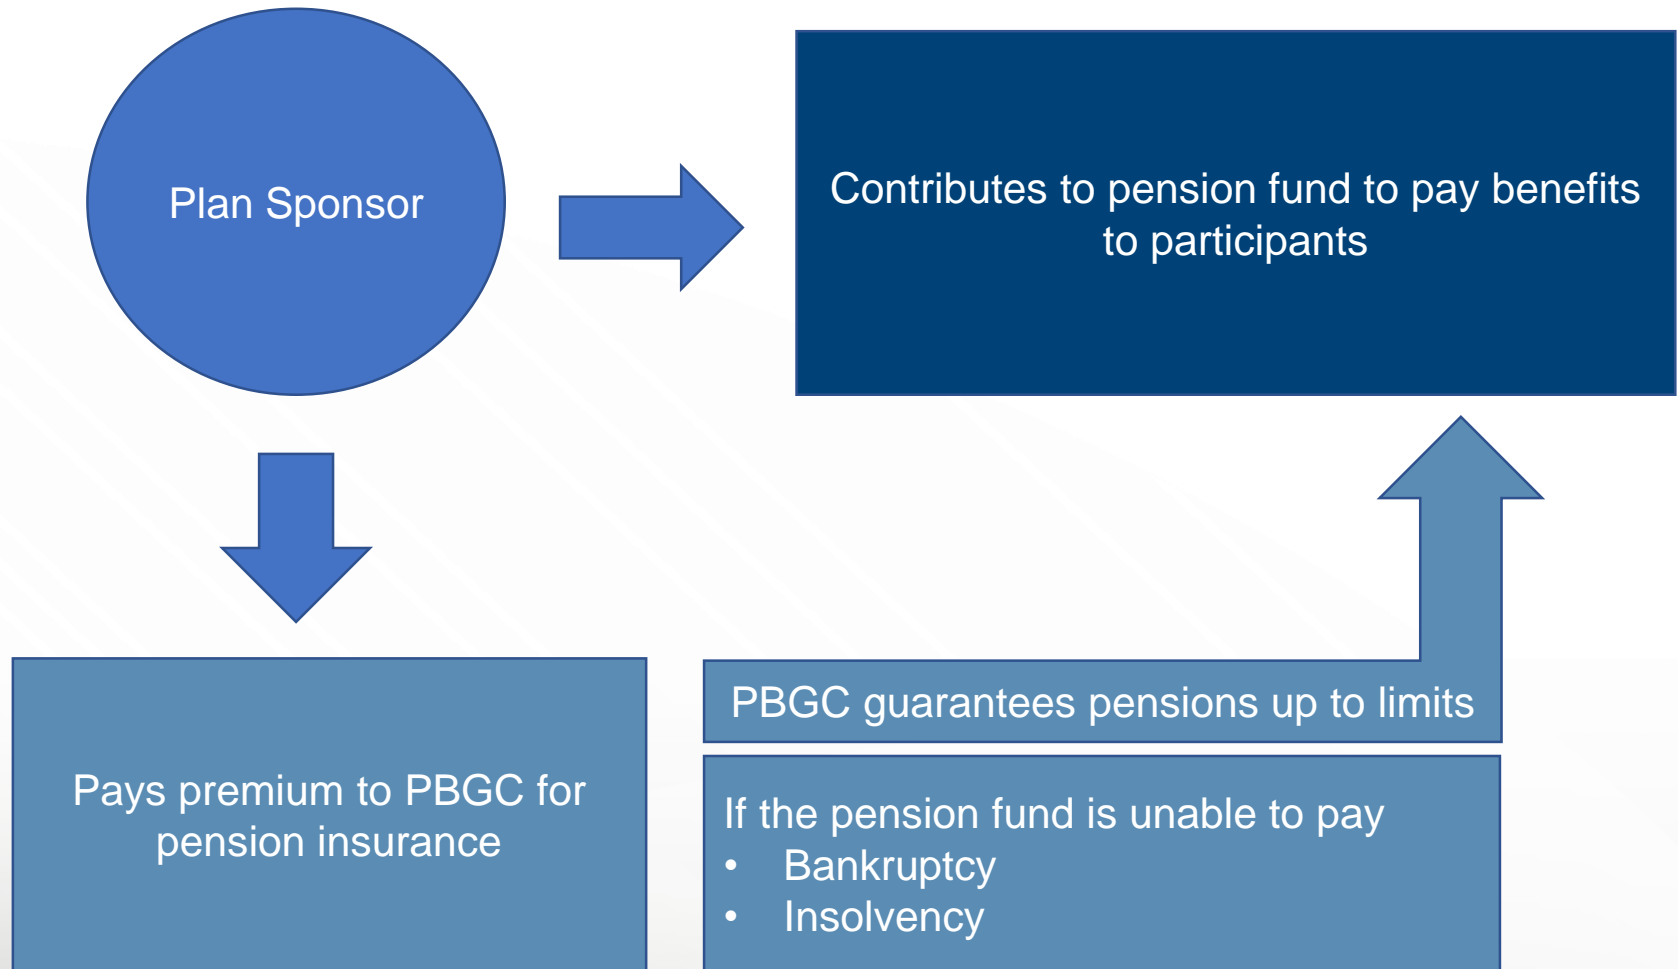 Plan Sponsor
Contributes to pension fund to pay benefits
to participants
Pays premium to PBGC for
pension insurance
PBGC guarantees pensions up to limits
If the pension fund is unable to pay
• Bankruptcy
• Insolvency